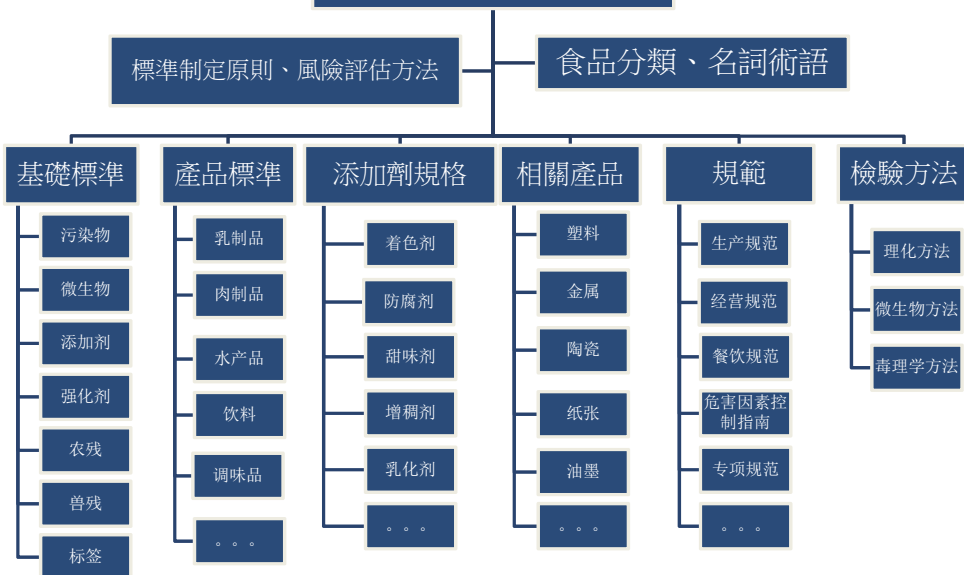 標準制定原則、風險評估方法
食品分類、名詞術語
基礎標準
污染物
微生物
添加剂
强化剂
农残
兽残
标签
產品標準
乳制品
肉制品
水产品
饮料
调味品
。。。
添加劑規格
着色剂
防腐剂
甜味剂
增稠剂
乳化剂
。。。
相關產品
塑料
金属
陶瓷
纸张
油墨
。。。
規範
生产规范
经营规范
餐饮规范
危害因素控
制指南
专项规范
。。。
檢驗方法
理化方法
微生物方法
毒理学方法